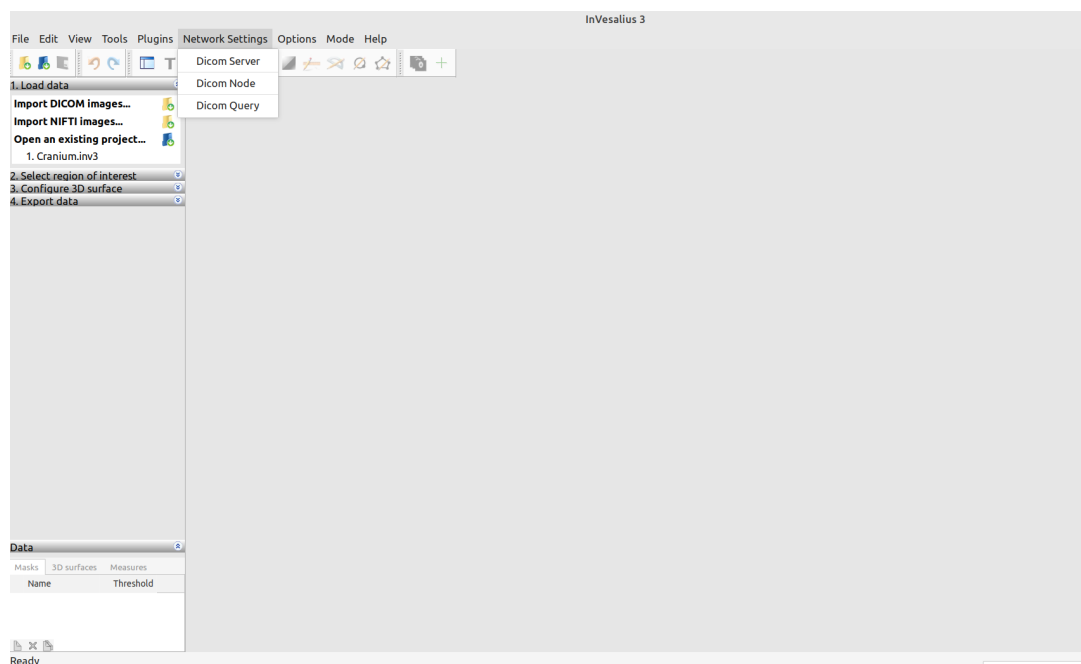 InVesalius 3
File Edit View Tools Plugins Network Settings Options Mode Help
Dicom Server
Dicom Node
Dicom Query
1. Load data
Import DICOM images...
Import NIFTI images...
Open an existing project...
1. Cranium.inv3
2. Select region of interest
3. Configure 3D surface
4. Export data
Data
Masks 3D surfaces Measures
Name Threshold
Ready